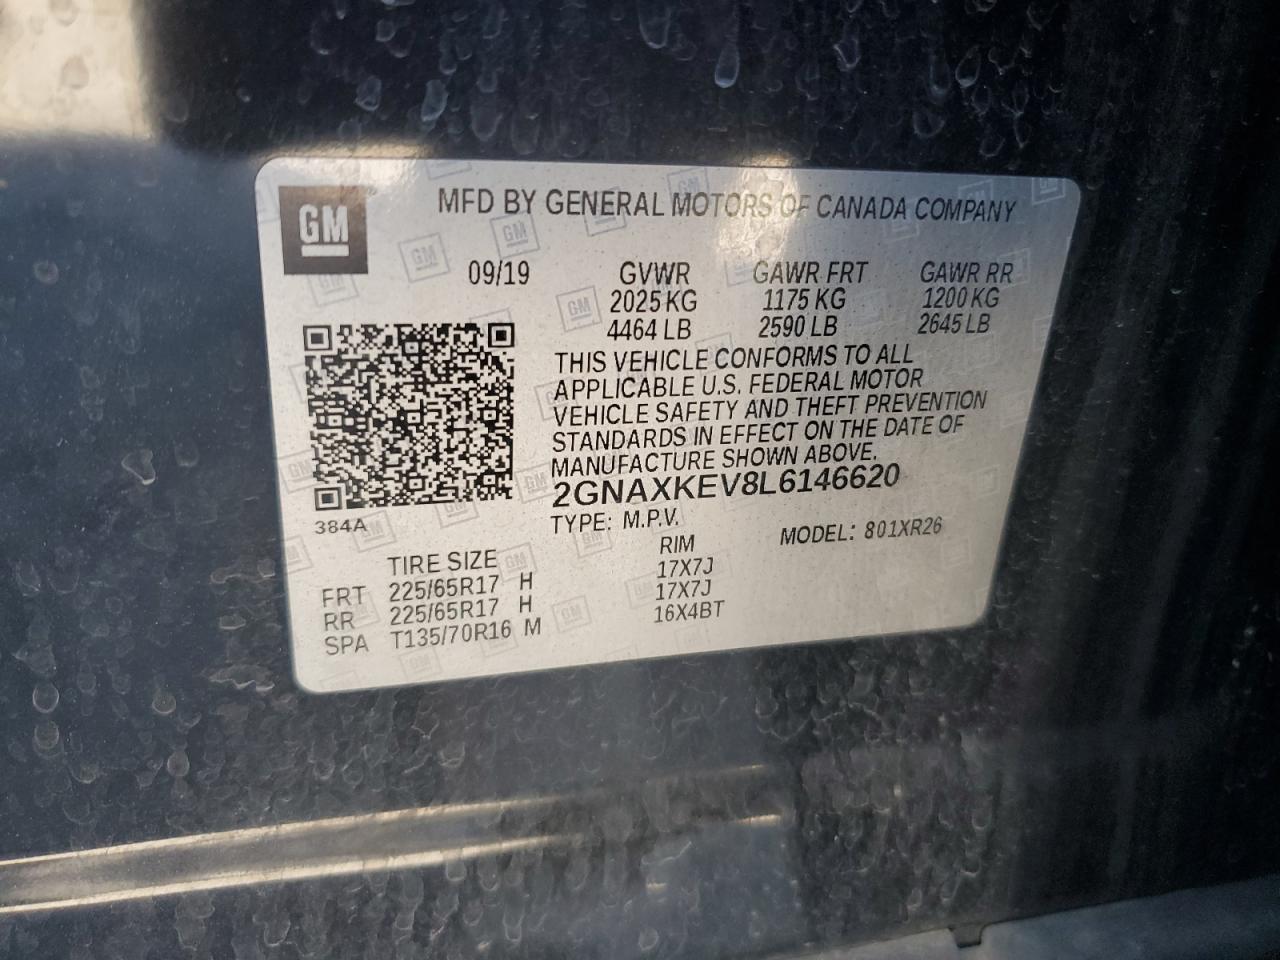 GM
MFD BY GENERAL MOTORS OF CANADA COMPANY
09/19 GVWR GAWR FRT GAWR RR
2025 KG 1175 KG 1200 KG
4464 LB 2590 LB 2645 LB
THIS VEHICLE CONFORMS TO ALL
APPLICABLE U.S. FEDERAL MOTOR
VEHICLE SAFETY AND THEFT PREVENTION
STANDARDS IN EFFECT ON THE DATE OF
MANUFACTURE SHOWN ABOVE.
2GNAXKEV8L6146620
384A
TYPE: M.P.V. MODEL: 801XR26
TIRE SIZE RIM
FRT 225/65R17 H 17X7J
RR 225/65R17 H 17X7J
SPA T135/70R16 M 16X4BT